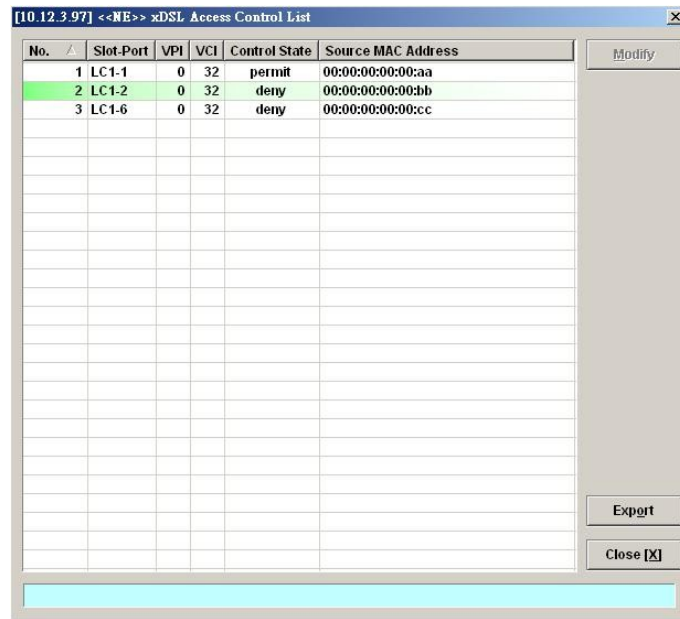 [10.12.3.97] <<NE>> xDSL Access Control List
No. Slot-Port VPI VCI Control State Source MAC Address
1 LC1-1 0 32 permit 00:00:00:00:00:aa
2 LC1-2 0 32 deny 00:00:00:00:00:bb
3 LC1-6 0 32 deny 00:00:00:00:00:cc
Modify
Export
Close [X]